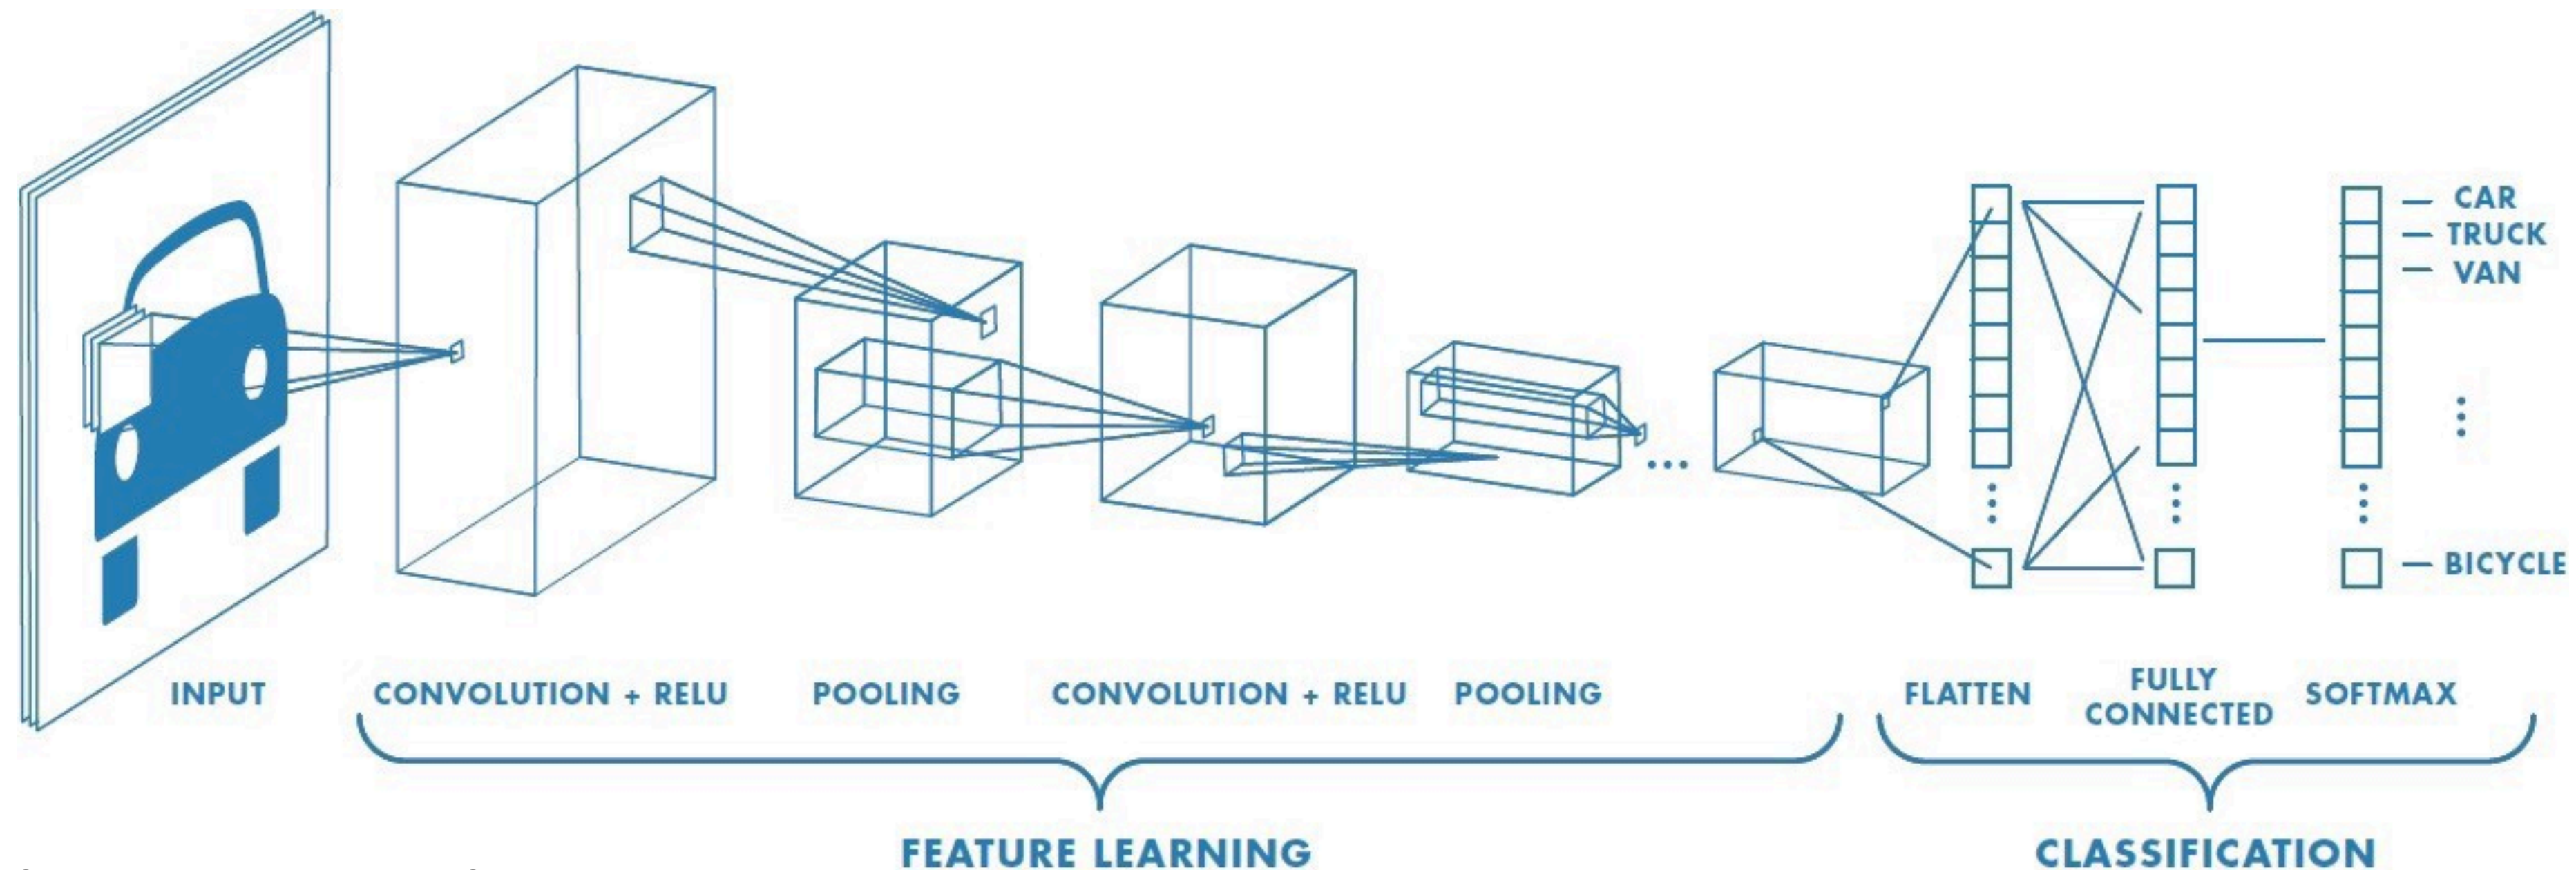 CAR
TRUCK
VAN
BICYCLE
INPUT
CONVOLUTION + RELU
POOLING
CONVOLUTION + RELU
POOLING
FLATTEN
FULLY
CONNECTED
SOFTMAX
FEATURE LEARNING
CLASSIFICATION